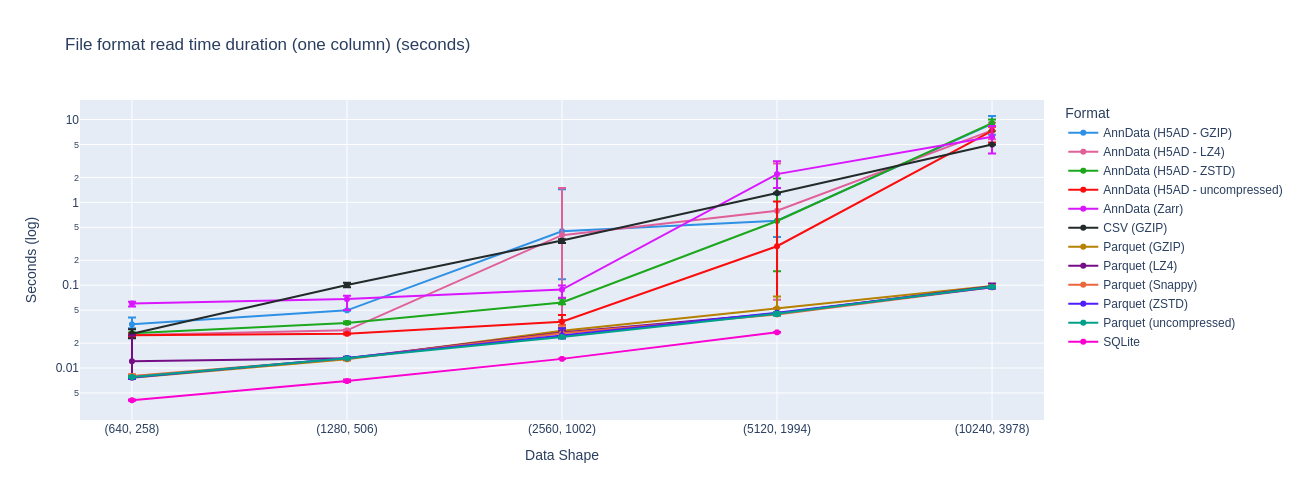 File format read time duration (one column) (seconds)
10
5
2
1
5
2
0.1
5
2
0.01
5
Seconds (log)
(640, 258)
(1280, 506)
(2560, 1002)
(5120, 1994)
(10240, 3978)
Data Shape
Format
AnnData (H5AD - GZIP)
AnnData (H5AD - LZ4)
AnnData (H5AD - ZSTD)
AnnData (H5AD - uncompressed)
AnnData (Zarr)
CSV (GZIP)
Parquet (GZIP)
Parquet (LZ4)
Parquet (Snappy)
Parquet (ZSTD)
Parquet (uncompressed)
SQLite